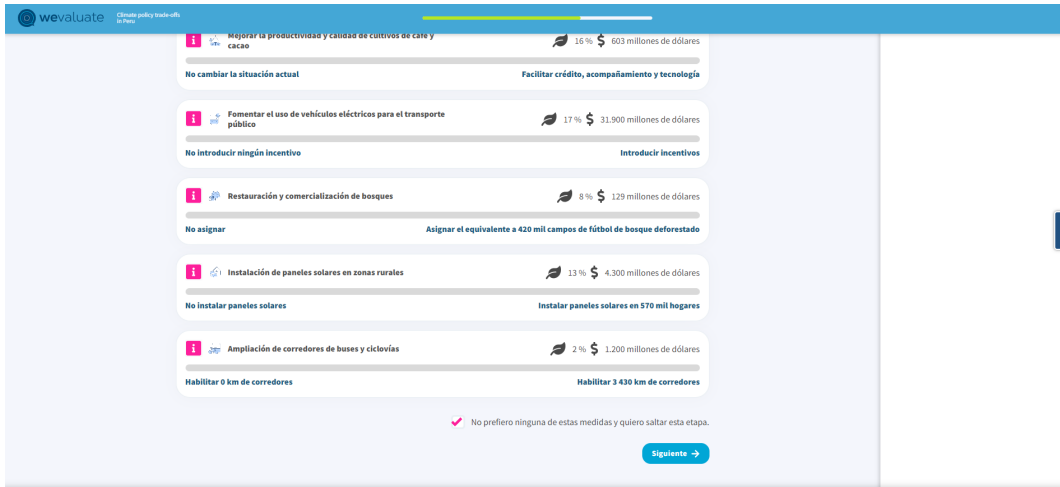 wevaluate
Climate policy trade-offs
in Peru
Mejorar la productividad y calidad de cultivos de café y
cacao
16 % $ 603 millones de dólares
No cambiar la situación actual
Facilitar crédito, acompañamiento y tecnología
Fomentar el uso de vehículos eléctricos para el transporte
público
17 % $ 31.900 millones de dólares
No introducir ningún incentivo
Introducir incentivos
Restauración y comercialización de bosques
8 % $ 129 millones de dólares
No asignar
Asignar el equivalente a 420 mil campos de fútbol de bosque deforestado
Instalación de paneles solares en zonas rurales
13 % $ 4.300 millones de dólares
No instalar paneles solares
Instalar paneles solares en 570 mil hogares
Ampliación de corredores de buses y ciclovías
2 % $ 1.200 millones de dólares
Habilitar 0 km de corredores
Habilitar 3 430 km de corredores
No prefiero ninguna de estas medidas y quiero saltar esta etapa.
Siguiente →